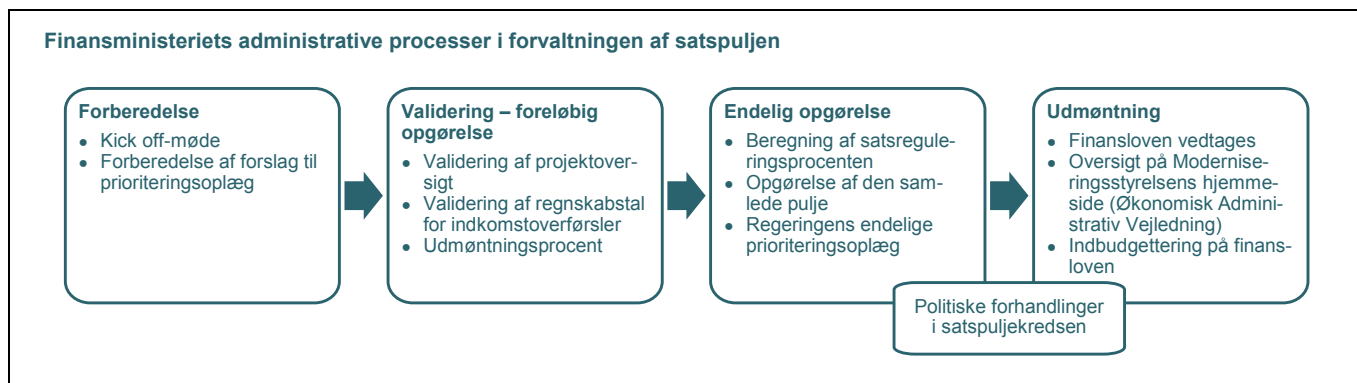 Finansministeriets administrative processer i forvaltningen af satspuljen
Forberedelse
● Kick off-møde
● Forberedelse af forslag til
prioriteringsoplæg
Validering – foreløbig
opgørelse
● Validering af projektover-
sigt
● Validering af regnskabstal
for indkomstoverførsler
● Udmøntningsprocent
Endelig opgørelse
● Beregning af satsregule-
ringsprocenten
● Opgørelse af den sam-
lede pulje
● Regeringens endelige
prioriteringsoplæg
Udmøntning
● Finansloven vedtages
● Oversigt på Modernise-
ringsstyrelsens hjemme-
side (Økonomisk Admini-
strativ Vejledning)
● Indbudgettering på finans-
loven
Politiske forhandlinger
i satspuljekredsen